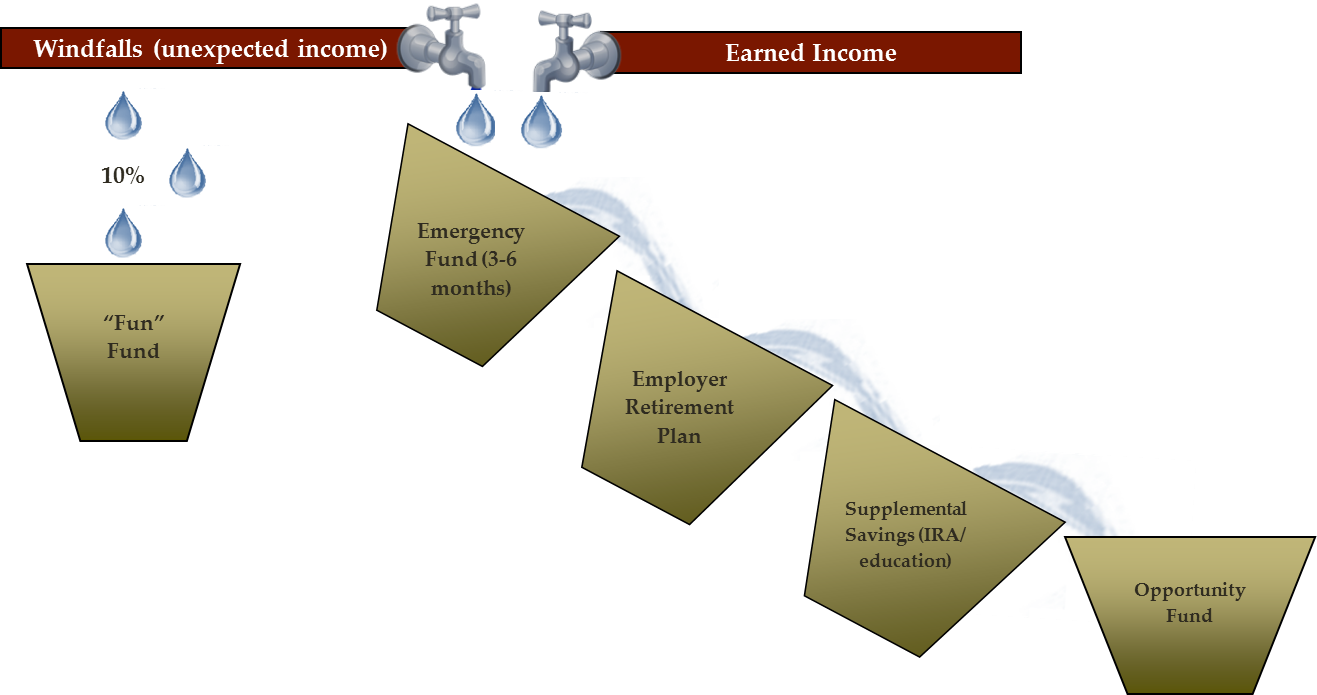 Windfalls (unexpected income)
Earned Income
10%
“Fun”
Fund
Emergency
Fund (3-6
months)
Employer
Retirement
Plan
Supplemental
Savings (IRA/
education)
Opportunity
Fund